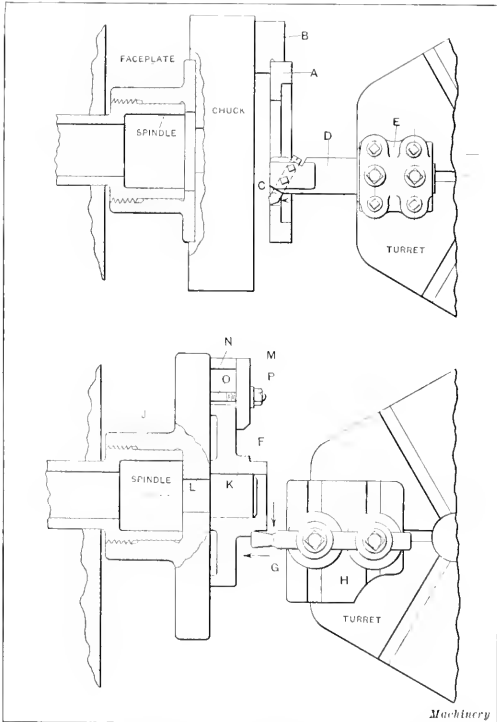 B
FACEPLATE
A
CHUCK
D
E
SPINDLE
C
TURRET
N
M
O
P
J
F
SPINDLE
L
K
G
H
TURRET
Machinery